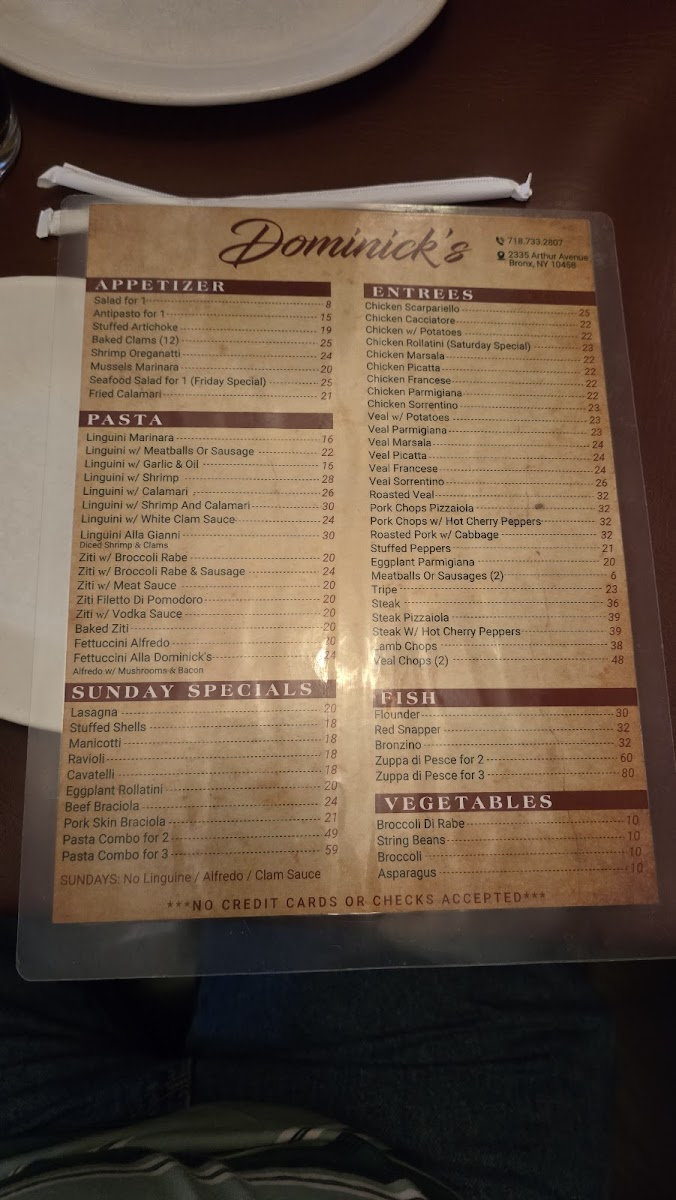 Dominick's
718.733.2807
2335 Arthur Avenue
Bronx, NY 10458
APPETIZER
Salad for 1 8
Antipasto for 1 15
Stuffed Artichoke 19
Baked Clams (12) 25
Shrimp Oreganatti 24
Mussels Marinara 20
Seafood Salad for 1 (Friday Special) 25
Fried Calamari 21
PASTA
Linguini Marinara 16
Linguini w/ Meatballs Or Sausage 22
Linguini w/ Garlic & Oil 16
Linguini w/ Shrimp 28
Linguini w/ Calamari 26
Linguini w/ Shrimp And Calamari 30
Linguini w/ White Clam Sauce 24
Linguini Alla Gianni 30
Diced Shrimp & Clams
Ziti w/ Broccoli Rabe 20
Ziti w/ Broccoli Rabe & Sausage 24
Ziti w/ Meat Sauce 20
Ziti Filetto Di Pomodoro 20
Ziti w/ Vodka Sauce 20
Baked Ziti 20
Fettuccini Alfredo 20
Fettuccini Alla Dominick's 24
Alfredo w/ Mushrooms & Bacon
SUNDAY SPECIALS
Lasagna 20
Stuffed Shells 18
Manicotti 18
Ravioli 18
Cavatelli 18
Eggplant Rollatini 20
Beef Braciola 24
Pork Skin Braciola 21
Pasta Combo for 2 49
Pasta Combo for 3 59
SUNDAYS: No Linguine / Alfredo / Clam Sauce
ENTREES
Chicken Scarpariello 25
Chicken Cacciatore 22
Chicken w/ Potatoes 22
Chicken Rollatini (Saturday Special) 23
Chicken Marsala 22
Chicken Picatta 22
Chicken Francese 22
Chicken Parmigiana 22
Chicken Sorrentino 23
Veal w/ Potatoes 23
Veal Parmigiana 23
Veal Marsala 24
Veal Picatta 24
Veal Francese 24
Veal Sorrentino 26
Roasted Veal 32
Pork Chops Pizzaiola 32
Pork Chops w/ Hot Cherry Peppers 32
Roasted Pork w/ Cabbage 32
Stuffed Peppers 21
Eggplant Parmigiana 20
Meatballs Or Sausages (2) 6
Tripe 23
Steak 36
Steak Pizzaiola 39
Steak W/ Hot Cherry Peppers 39
Lamb Chops 38
Veal Chops (2) 48
FISH
Flounder 30
Red Snapper 32
Bronzino 32
Zuppa di Pesce for 2 60
Zuppa di Pesce for 3 80
VEGETABLES
Broccoli Di Rabe 10
String Beans 10
Broccoli 10
Asparagus 10
***NO CREDIT CARDS OR CHECKS ACCEPTED***